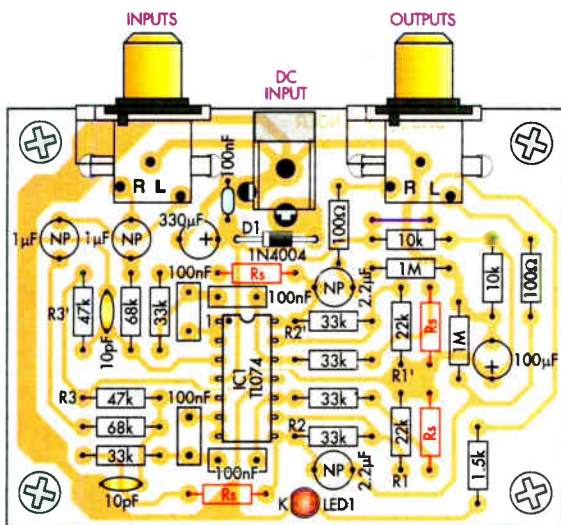 INPUTS
OUTPUTS
DC
INPUT
R L
R L
100nF
330µF
1µF NP
1µF NP
D1
1N4004
100Ω
10k
1M
10k
100Ω
Rs
100nF
100nF
NP 2.2µF
R3'
47k
10pF
68k
33k
IC1
TL074
R2'
33k
33k
33k
R2
33k
22k
R1'
Rs
1M
100µF
R3
47k
68k
33k
100nF
100nF
10pF
Rs
NP 2.2µF
22k
R1
Rs
1.5k
K
LED1